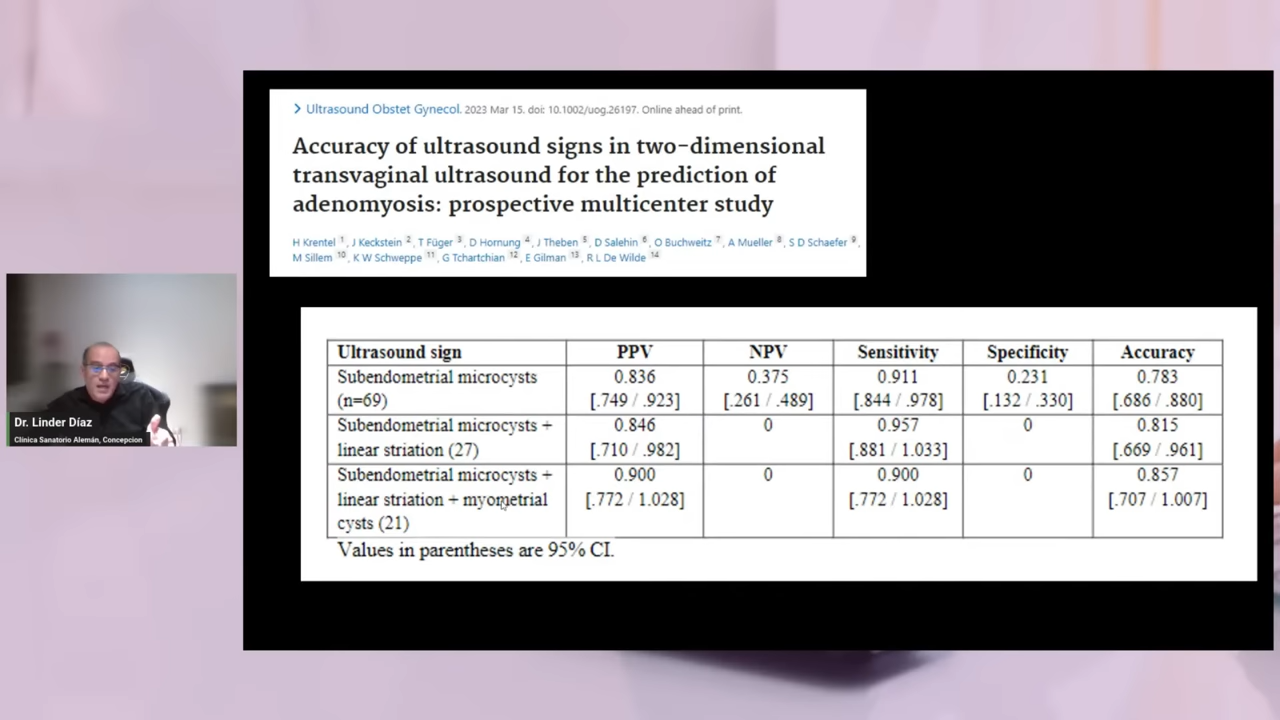 Ultrasound Obstet Gynecol. 2023 Mar 15. doi: 10.1002/uog.26197. Online ahead of print.
Accuracy of ultrasound signs in two-dimensional
transvaginal ultrasound for the prediction of
adenomyosis: prospective multicenter study
H Krentel 1, J Keckstein 2, T Füger 3, D Hornung 4, J Theben 5, D Salehin 6, O Buchweitz 7, A Mueller 8, S D Schaefer 9,
M Sillem 10, K W Schweppe 11, G Tchartchian 12, E Gilman 13, R L De Wilde 14
Ultrasound sign PPV NPV Sensitivity Specificity Accuracy
Subendometrial microcysts 0.836 0.375 0.911 0.231 0.783
(n=69) [.749 / .923] [.261 / .489] [.844 / .978] [.132 / .330] [.686 / .880]
Subendometrial microcysts + 0.846 0 0.957 0 0.815
linear striation (27) [.710 / .982] [.881 / 1.033] [.669 / .961]
Subendometrial microcysts + 0.900 0 0.900 0 0.857
linear striation + myometrial [.772 / 1.028] [.772 / 1.028] [.707 / 1.007]
cysts (21)
Values in parentheses are 95% CI.
Dr. Linder Díaz
Clínica Sanatorio Alemán, Concepcion